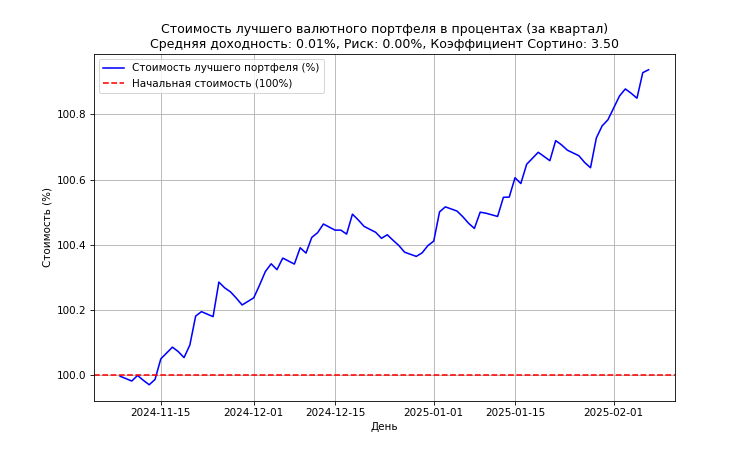 Стоимость лучшего валютного портфеля в процентах (за квартал)
Средняя доходность: 0.01%, Риск: 0.00%, Коэффициент Сортино: 3.50
Стоимость лучшего портфеля (%)
Начальная стоимость (100%)
Стоимость (%)
100.8
100.6
100.4
100.2
100.0
2024-11-15
2024-12-01
2024-12-15
2025-01-01
2025-01-15
2025-02-01
День